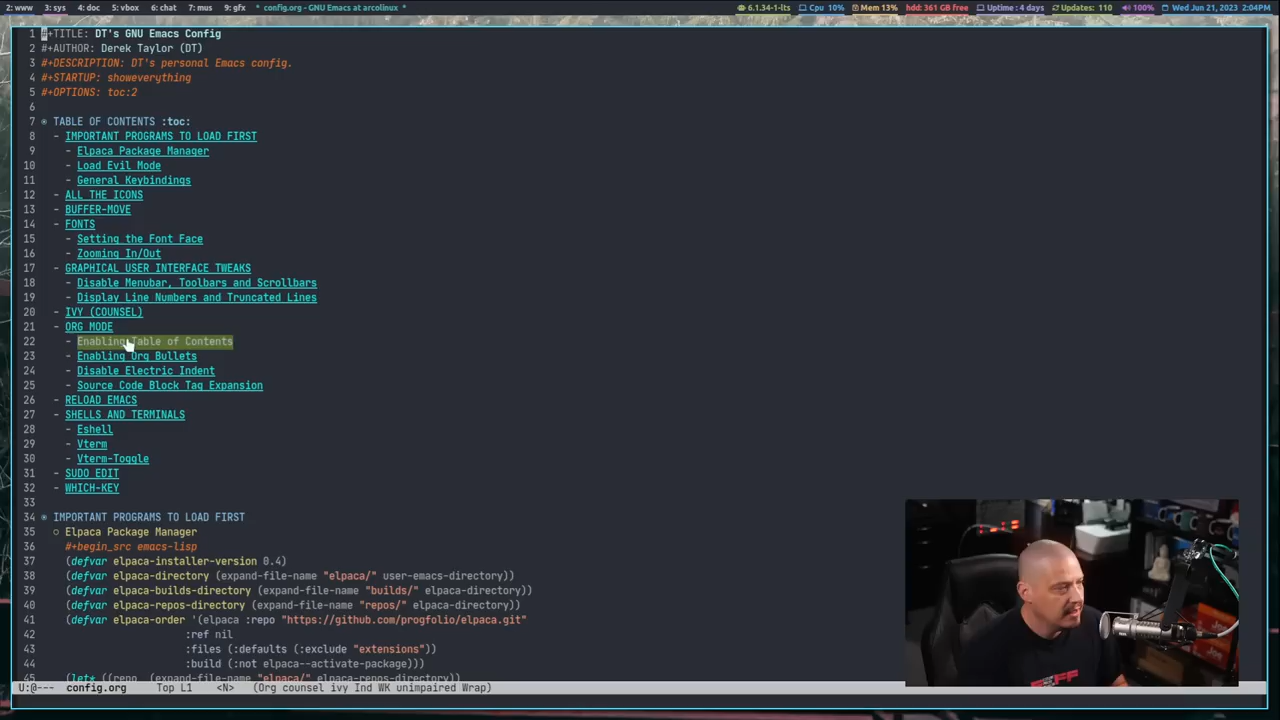 2: www 3: sys 4: doc 5: vbox 6: chat 7: mus 9: gfx * config.org - GNU Emacs at arcolinux * 6.1.34-1-lts Cpu 10% Mem 13% hdd: 361 GB free Uptime : 4 days Updates: 110 100% Wed Jun 21, 2023 2:04PM
1 #+TITLE: DT's GNU Emacs Config
2 #+AUTHOR: Derek Taylor (DT)
3 #+DESCRIPTION: DT's personal Emacs config.
4 #+STARTUP: showeverything
5 #+OPTIONS: toc:2
6
7 TABLE OF CONTENTS :toc:
8 - IMPORTANT PROGRAMS TO LOAD FIRST
9 - Elpaca Package Manager
10 - Load Evil Mode
11 - General Keybindings
12 - ALL THE ICONS
13 - BUFFER-MOVE
14 - FONTS
15 - Setting the Font Face
16 - Zooming In/Out
17 - GRAPHICAL USER INTERFACE TWEAKS
18 - Disable Menubar, Toolbars and Scrollbars
19 - Display Line Numbers and Truncated Lines
20 - IVY (COUNSEL)
21 - ORG MODE
22 - Enabling Table of Contents
23 - Enabling Org Bullets
24 - Disable Electric Indent
25 - Source Code Block Tag Expansion
26 - RELOAD EMACS
27 - SHELLS AND TERMINALS
28 - Eshell
29 - Vterm
30 - Vterm-Toggle
31 - SUDO EDIT
32 - WHICH-KEY
33
34 IMPORTANT PROGRAMS TO LOAD FIRST
35 Elpaca Package Manager
36 #+begin_src emacs-lisp
37 (defvar elpaca-installer-version 0.4)
38 (defvar elpaca-directory (expand-file-name "elpaca/" user-emacs-directory))
39 (defvar elpaca-builds-directory (expand-file-name "builds/" elpaca-directory))
40 (defvar elpaca-repos-directory (expand-file-name "repos/" elpaca-directory))
41 (defvar elpaca-order '(elpaca :repo "https://github.com/progfolio/elpaca.git"
42 :ref nil
43 :files (:defaults (:exclude "extensions"))
44 :build (:not elpaca--activate-package)))
45 (let* ((repo (expand-file-name "elpaca/" elpaca-repos-directory))
U:@--- config.org Top L1 <N> (Org counsel ivy Ind WK unimpaired Wrap)